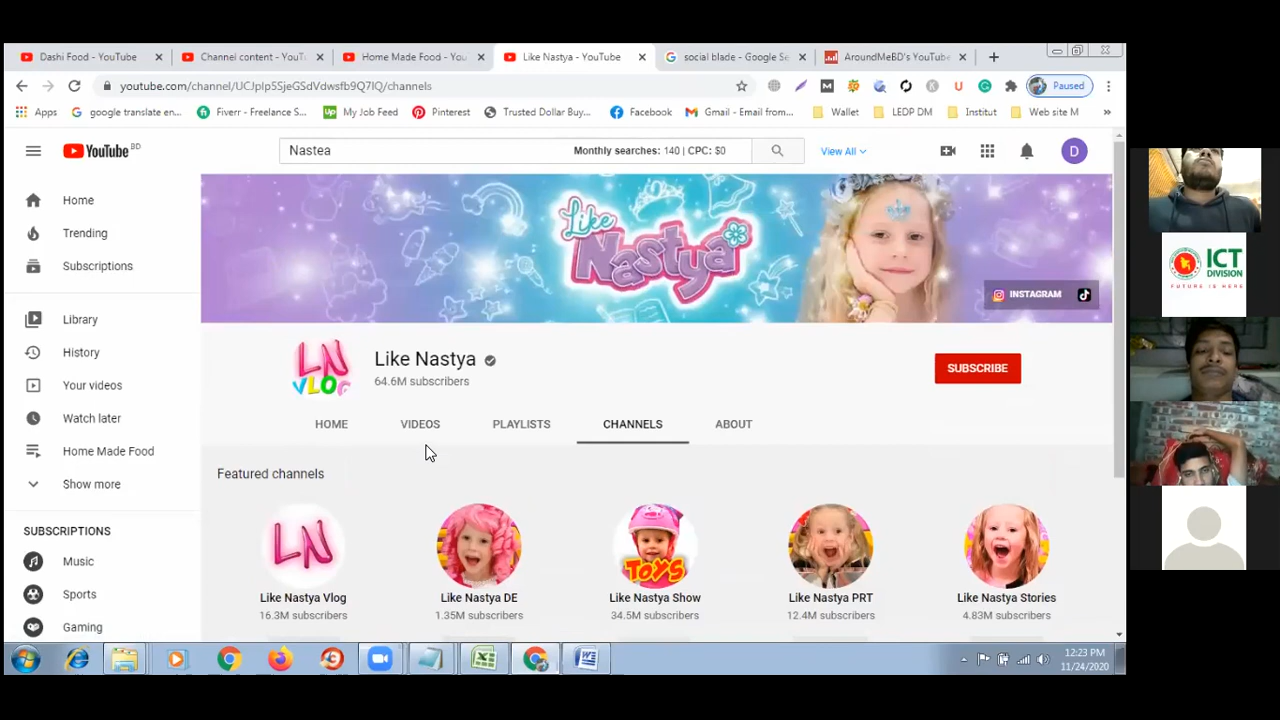 Dashi Food - YouTube
Channel content - YouT
Home Made Food - You
Like Nastya - YouTube
social blade - Google Se
AroundMeBD's YouTube
youtube.com/channel/UCJplp5SjeGSdVdwsfb9Q7lQ/channels
Paused
Apps
google translate en...
Fiverr - Freelance S...
My Job Feed
Pinterest
Trusted Dollar Buy...
Facebook
Gmail - Email from...
Wallet
LEDP DM
Institut
Web site M
YouTube BD
Nastea
Monthly searches: 140 | CPC: $0
View All
D
Home
Trending
Subscriptions
Library
History
Your videos
Watch later
Home Made Food
Show more
SUBSCRIPTIONS
Music
Sports
Gaming
Like
Nastya
INSTAGRAM
LN
VLOG
Like Nastya
64.6M subscribers
SUBSCRIBE
HOME
VIDEOS
PLAYLISTS
CHANNELS
ABOUT
Featured channels
LN
TOYS
Like Nastya Vlog
Like Nastya DE
Like Nastya Show
Like Nastya PRT
Like Nastya Stories
16.3M subscribers
1.35M subscribers
34.5M subscribers
12.4M subscribers
4.83M subscribers
12:23 PM
11/24/2020
ICT
DIVISION
FUTURE IS HERE